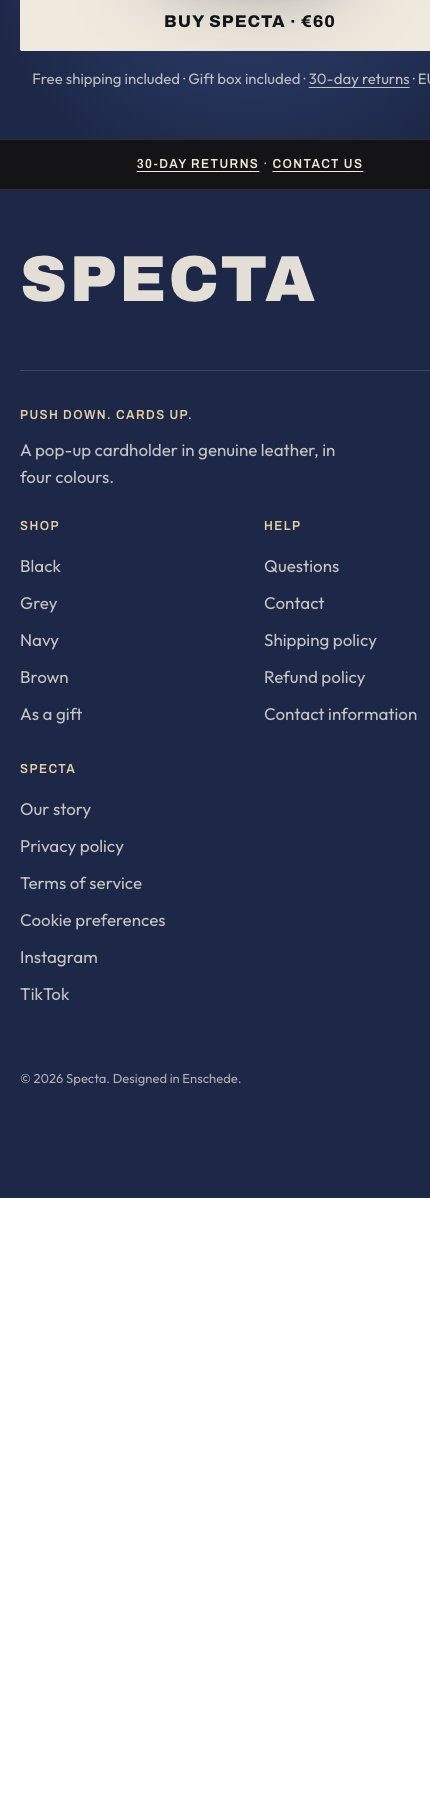 BUY SPECTA · €60
Free shipping included · Gift box included · 30-day returns · EU
30-DAY RETURNS · CONTACT US
SPECTA
PUSH DOWN. CARDS UP.
A pop-up cardholder in genuine leather, in
four colours.
SHOP
Black
Grey
Navy
Brown
As a gift
HELP
Questions
Contact
Shipping policy
Refund policy
Contact information
SPECTA
Our story
Privacy policy
Terms of service
Cookie preferences
Instagram
TikTok
© 2026 Specta. Designed in Enschede.